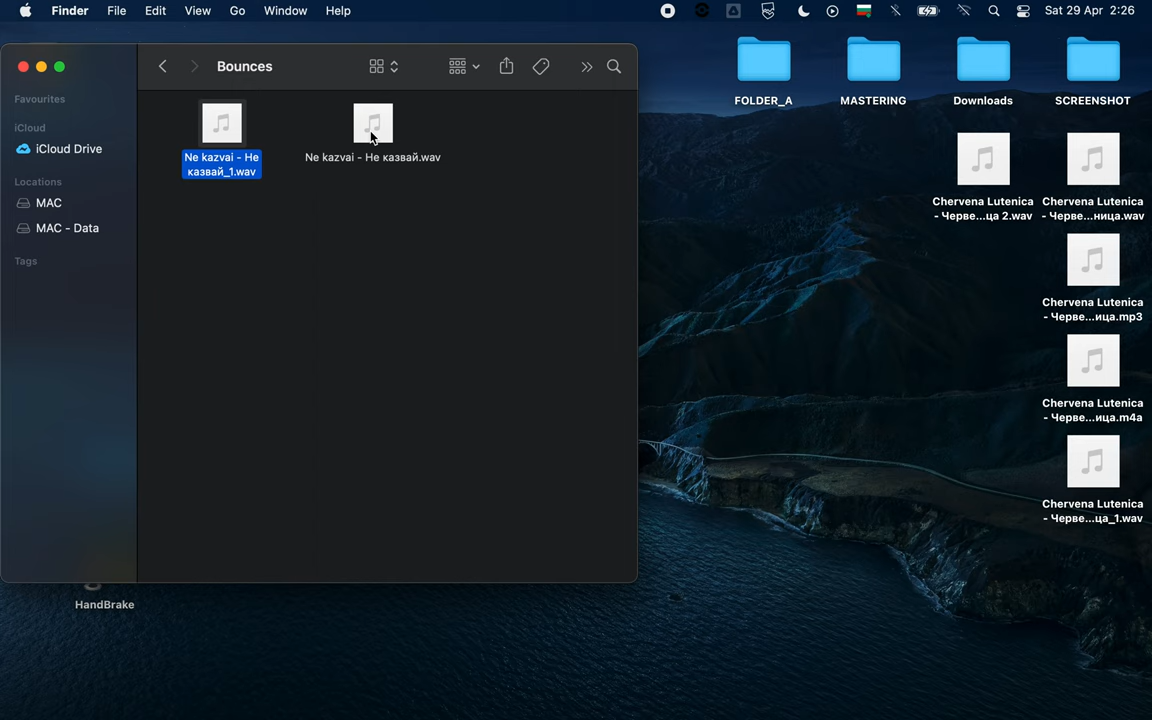 Finder File Edit View Go Window Help
Sat 29 Apr 2:26
Bounces
Favourites
iCloud
iCloud Drive
Locations
MAC
MAC - Data
Tags
Ne kazvai - Не
казвай_1.wav
Ne kazvai - Не казвай.wav
FOLDER_A
MASTERING
Downloads
SCREENSHOT
Chervena Lutenica
- Черве...ца 2.wav
Chervena Lutenica
- Черве...ница.wav
Chervena Lutenica
- Черве...ица.mp3
Chervena Lutenica
- Черве...ица.m4a
Chervena Lutenica
- Черве...ца_1.wav
HandBrake